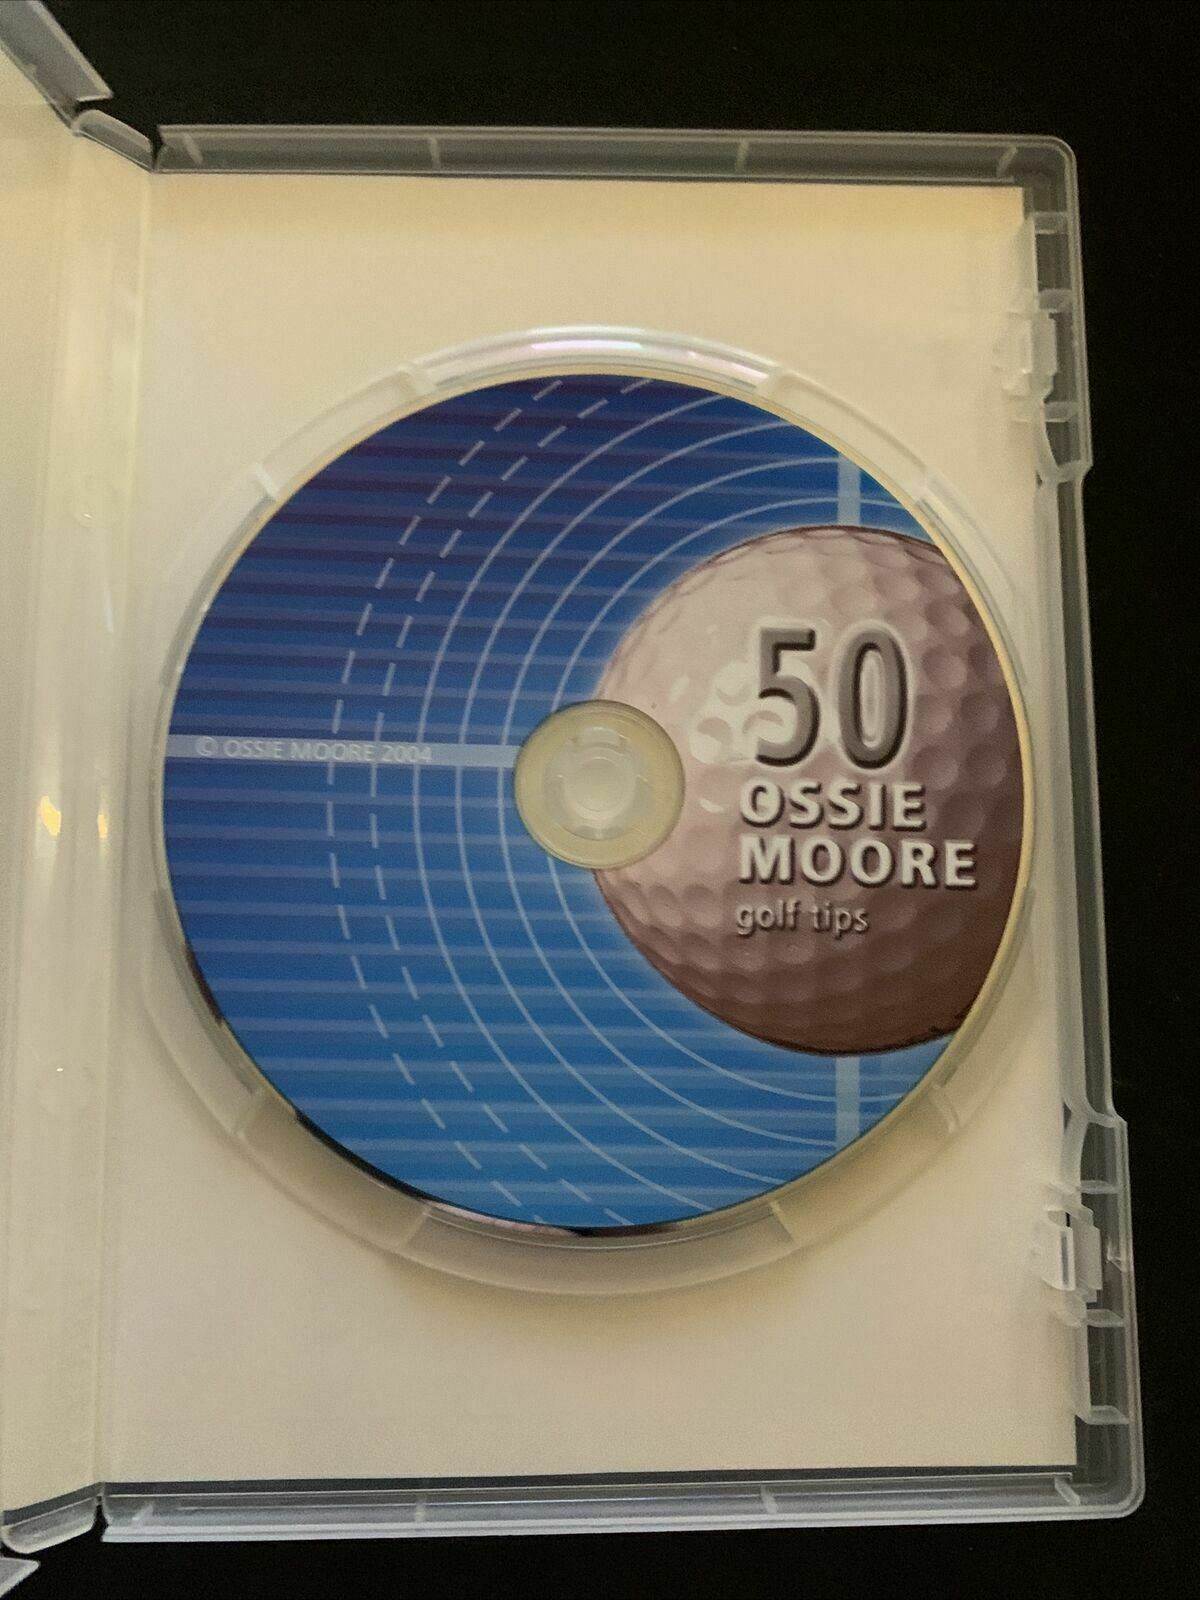 © OSSIE MOORE 2004
50
OSSIE
MOORE
golf tips